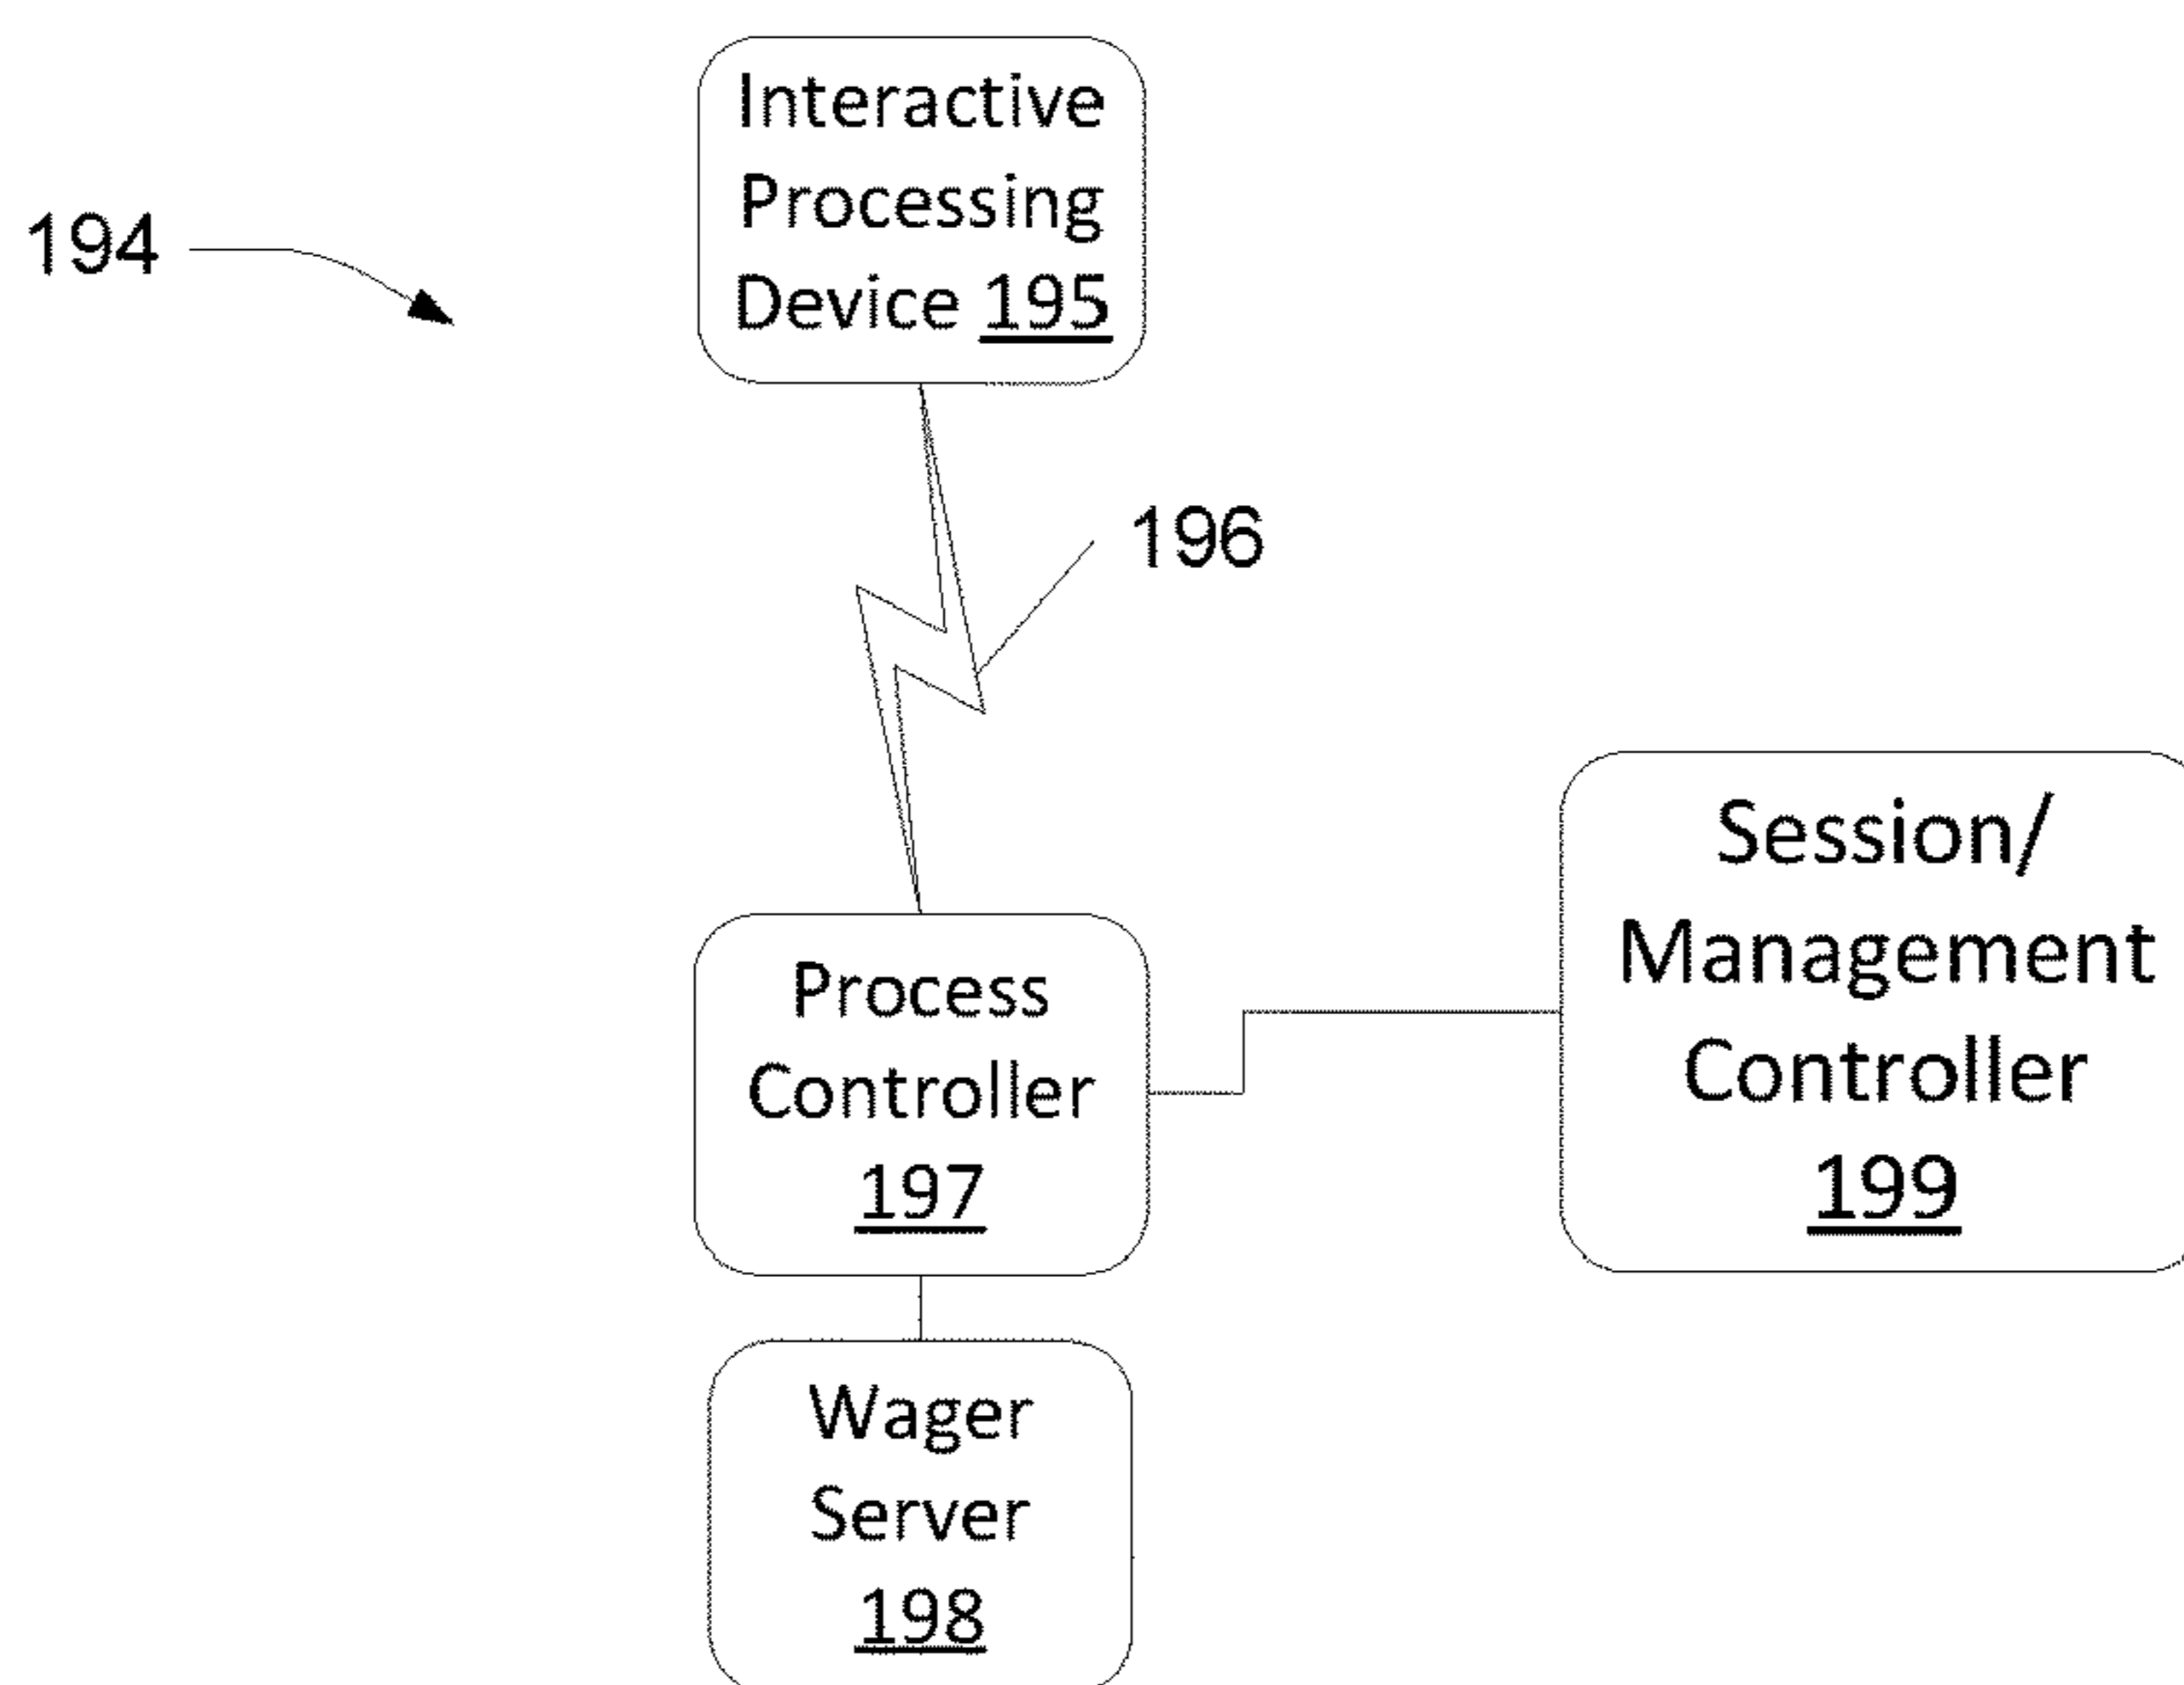 Interactive
Processing
Device 195
194
196
Session/
Management
Controller
199
Process
Controller
197
Wager
Server
198